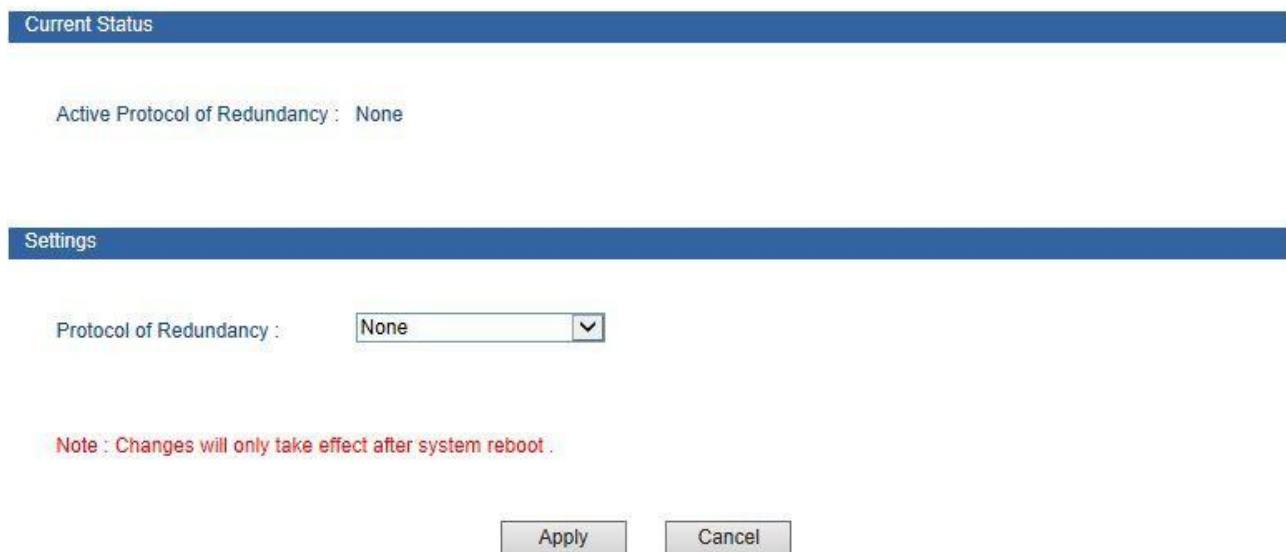 Current Status
Active Protocol of Redundancy : None
Settings
Protocol of Redundancy : None
Note : Changes will only take effect after system reboot .
Apply Cancel